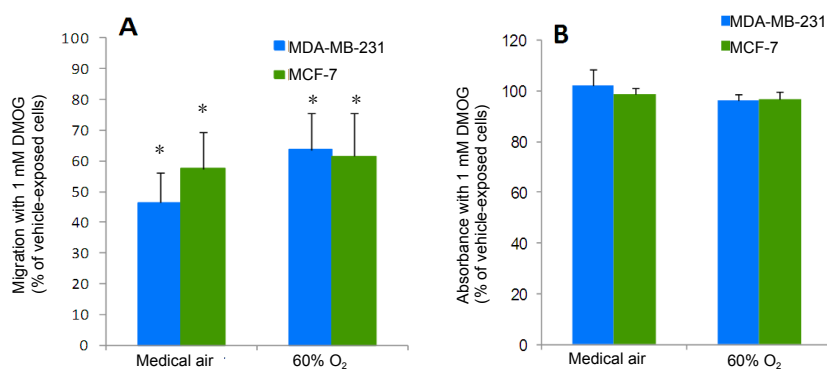 A
MDA-MB-231
MCF-7
Migration with 1 mM DMOG
(% of vehicle-exposed cells)
100
90
80
70
60
50
40
30
20
10
0
*
*
*
*
Medical air
60% O₂
B
MDA-MB-231
MCF-7
Absorbance with 1 mM DMOG
(% of vehicle-exposed cells)
120
100
80
60
40
20
0
Medical air
60% O₂